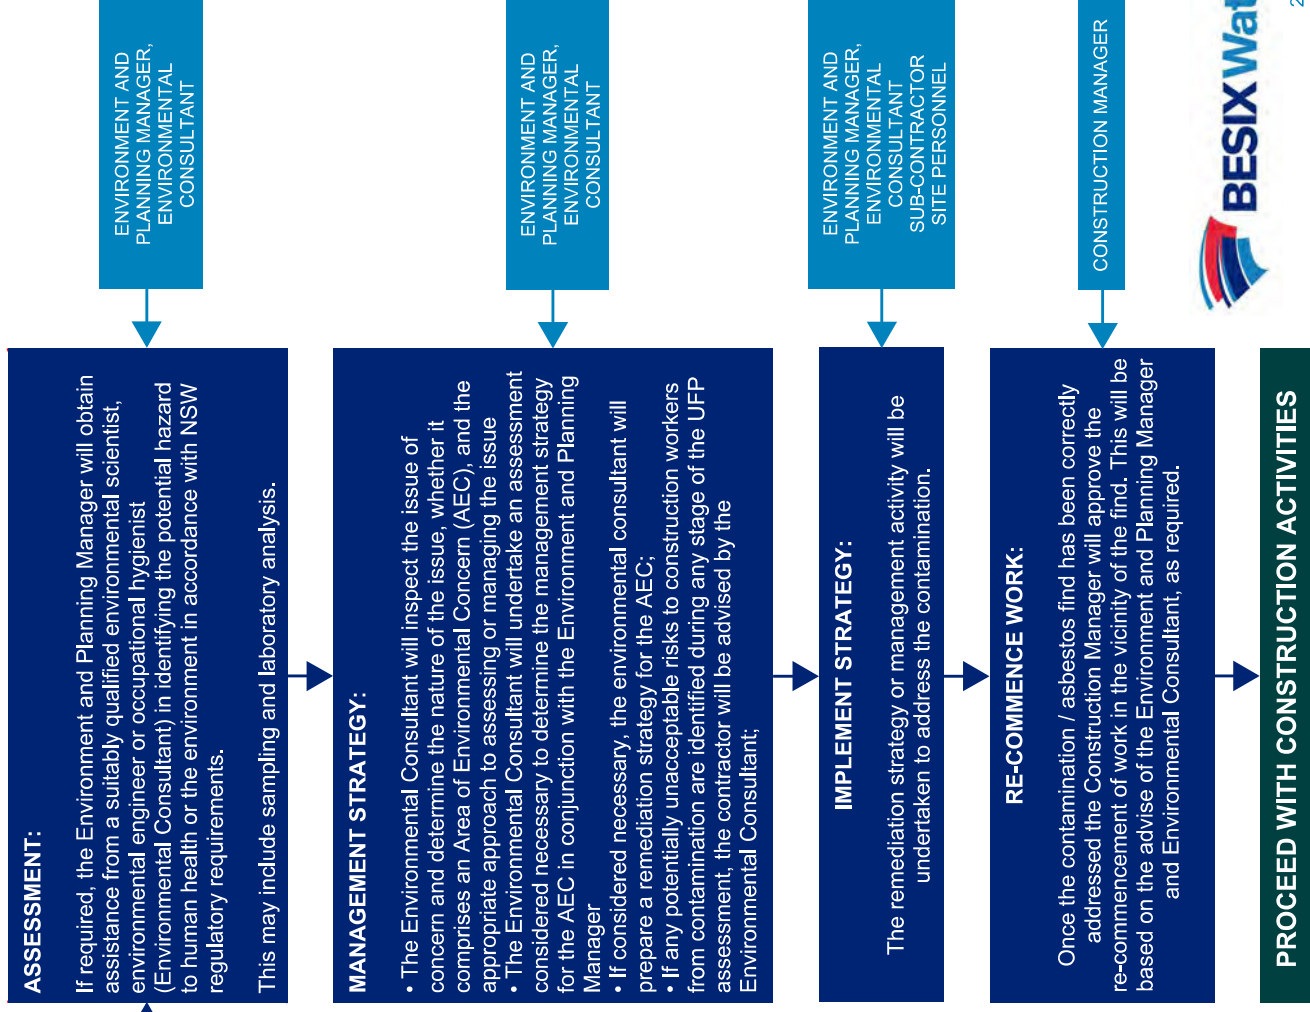 ASSESSMENT:
If required, the Environment and Planning Manager will obtain
assistance from a suitably qualified environmental scientist,
environmental engineer or occupational hygienist
(Environmental Consultant) in identifying the potential hazard
to human health or the environment in accordance with NSW
regulatory requirements.
This may include sampling and laboratory analysis.
ENVIRONMENT AND
PLANNING MANAGER,
ENVIRONMENTAL
CONSULTANT
MANAGEMENT STRATEGY:
• The Environmental Consultant will inspect the issue of
concern and determine the nature of the issue, whether it
comprises an Area of Environmental Concern (AEC), and the
appropriate approach to assessing or managing the issue
• The Environmental Consultant will undertake an assessment
considered necessary to determine the management strategy
for the AEC in conjunction with the Environment and Planning
Manager
• If considered necessary, the environmental consultant will
prepare a remediation strategy for the AEC;
• If any potentially unacceptable risks to construction workers
from contamination are identified during any stage of the UFP
assessment, the contractor will be advised by the
Environmental Consultant;
ENVIRONMENT AND
PLANNING MANAGER,
ENVIRONMENTAL
CONSULTANT
IMPLEMENT STRATEGY:
The remediation strategy or management activity will be
undertaken to address the contamination.
ENVIRONMENT AND
PLANNING MANAGER,
ENVIRONMENTAL
CONSULTANT
SUB-CONTRACTOR
SITE PERSONNEL
RE-COMMENCE WORK:
Once the contamination / asbestos find has been correctly
addressed the Construction Manager will approve the
re-commencement of work in the vicinity of the find. This will be
based on the advise of the Environment and Planning Manager
and Environmental Consultant, as required.
CONSTRUCTION MANAGER
PROCEED WITH CONSTRUCTION ACTIVITIES
BESIXWat
2